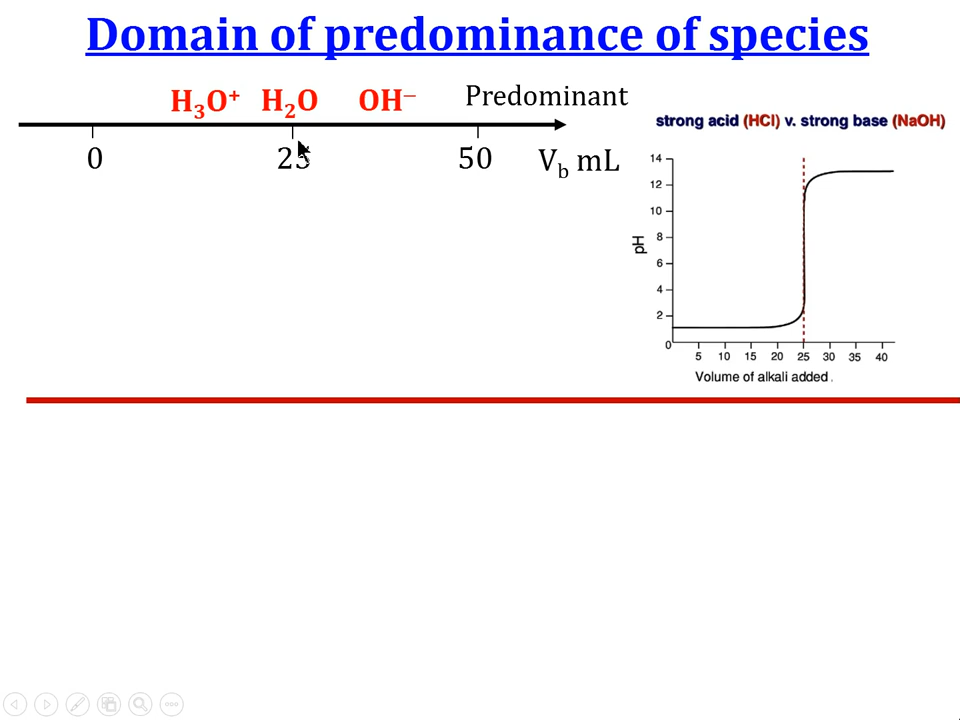 Domain of predominance of species
H₃O⁺ H₂O OH⁻ Predominant
0 25 50 V_b mL
strong acid (HCl) v. strong base (NaOH)
14
12
10
8
6
4
2
0
pH
5 10 15 20 25 30 35 40
Volume of alkali added .